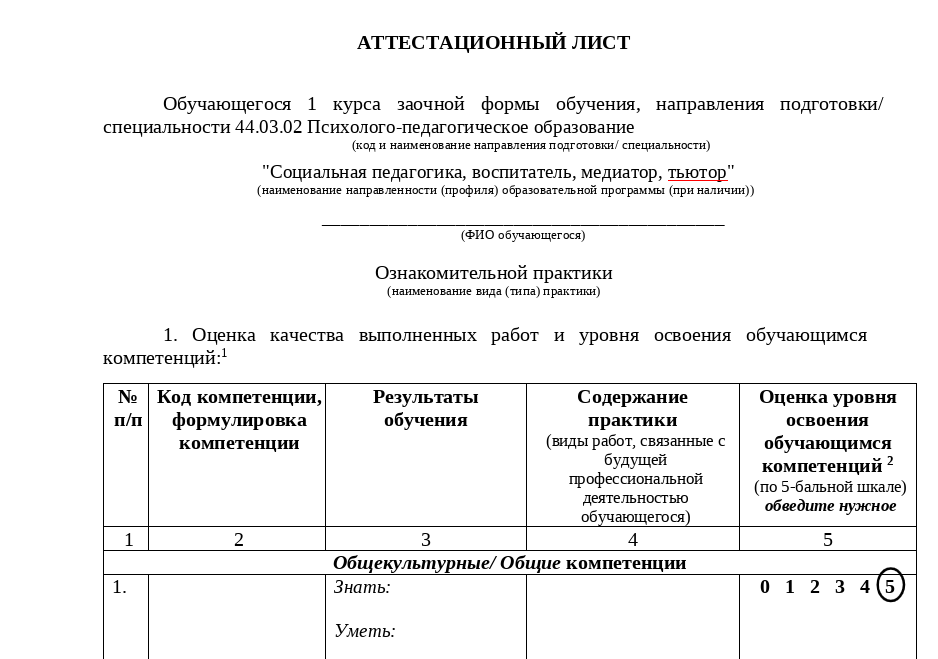 АТТЕСТАЦИОННЫЙ ЛИСТ
Обучающегося 1 курса заочной формы обучения, направления подготовки/
специальности 44.03.02 Психолого-педагогическое образование
(код и наименование направления подготовки/ специальности)
"Социальная педагогика, воспитатель, медиатор, тьютор"
(наименование направленности (профиля) образовательной программы (при наличии))
(ФИО обучающегося)
Ознакомительной практики
(наименование вида (типа) практики)
1. Оценка качества выполненных работ и уровня освоения обучающимся
компетенций:¹
№
п/п
Код компетенции,
формулировка
компетенции
Результаты
обучения
Содержание
практики
(виды работ, связанные с
будущей
профессиональной
деятельностью
обучающегося)
Оценка уровня
освоения
обучающимся
компетенций ²
(по 5-бальной шкале)
обведите нужное
1 2 3 4 5
Общекультурные/ Общие компетенции
1. Знать: 0 1 2 3 4 5
Уметь: